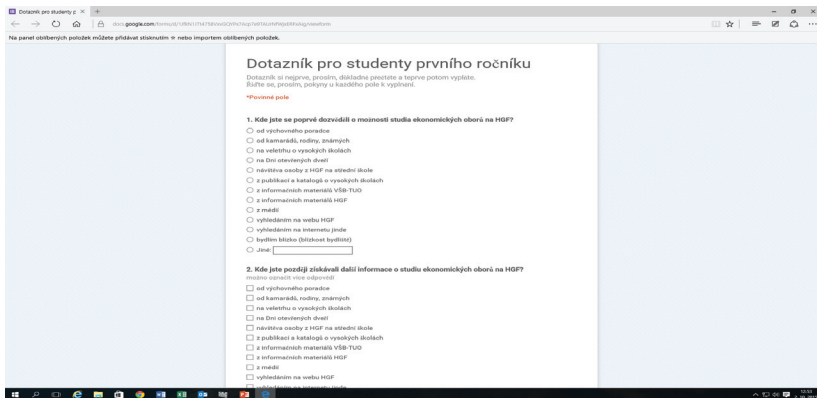 Dotazník pro studenty p
docs.google.com
Na panel oblíbených položek můžete přidávat stisknutím ☆ nebo importem oblíbených položek.
Dotazník pro studenty prvního ročníku
Dotazník si nejprve, prosím, důkladně přečtěte a teprve potom vyplňte.
Řiďte se, prosím, pokyny u každého pole k vyplnění.
*Povinné pole
1. Kde jste se poprvé dozvěděli o možnosti studia ekonomických oborů na HGF?
od výchovného poradce
od kamarádů, rodiny, známých
na veletrhu o vysokých školách
na Dni otevřených dveří
návštěva osoby z HGF na střední škole
z publikací a katalogů o vysokých školách
z informačních materiálů VŠB-TUO
z informačních materiálů HGF
z médií
vyhledáním na webu HGF
vyhledáním na internetu jinde
bydlím blízko (blízkost bydliště)
Jiné:
2. Kde jste později získávali další informace o studiu ekonomických oborů na HGF?
možno označit více odpovědí
od výchovného poradce
od kamarádů, rodiny, známých
na veletrhu o vysokých školách
na Dni otevřených dveří
návštěva osoby z HGF na střední škole
z publikací a katalogů o vysokých školách
z informačních materiálů VŠB-TUO
z informačních materiálů HGF
z médií
vyhledáním na webu HGF
vyhledáním na internetu jinde